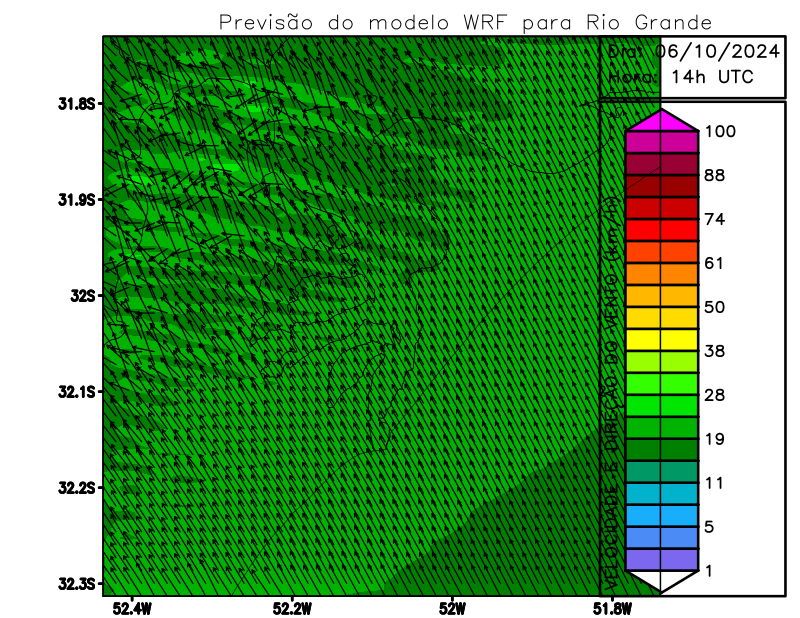 Previsão do modelo WRF para Rio Grande
Dia: 06/10/2024
Hora: 14h UTC
31.8S
31.9S
32S
32.1S
32.2S
32.3S
52.4W
52.2W
52W
51.8W
VELOCIDADE E DIREÇÃO DO VENTO (km/h)
100
88
74
61
50
38
28
19
11
5
1